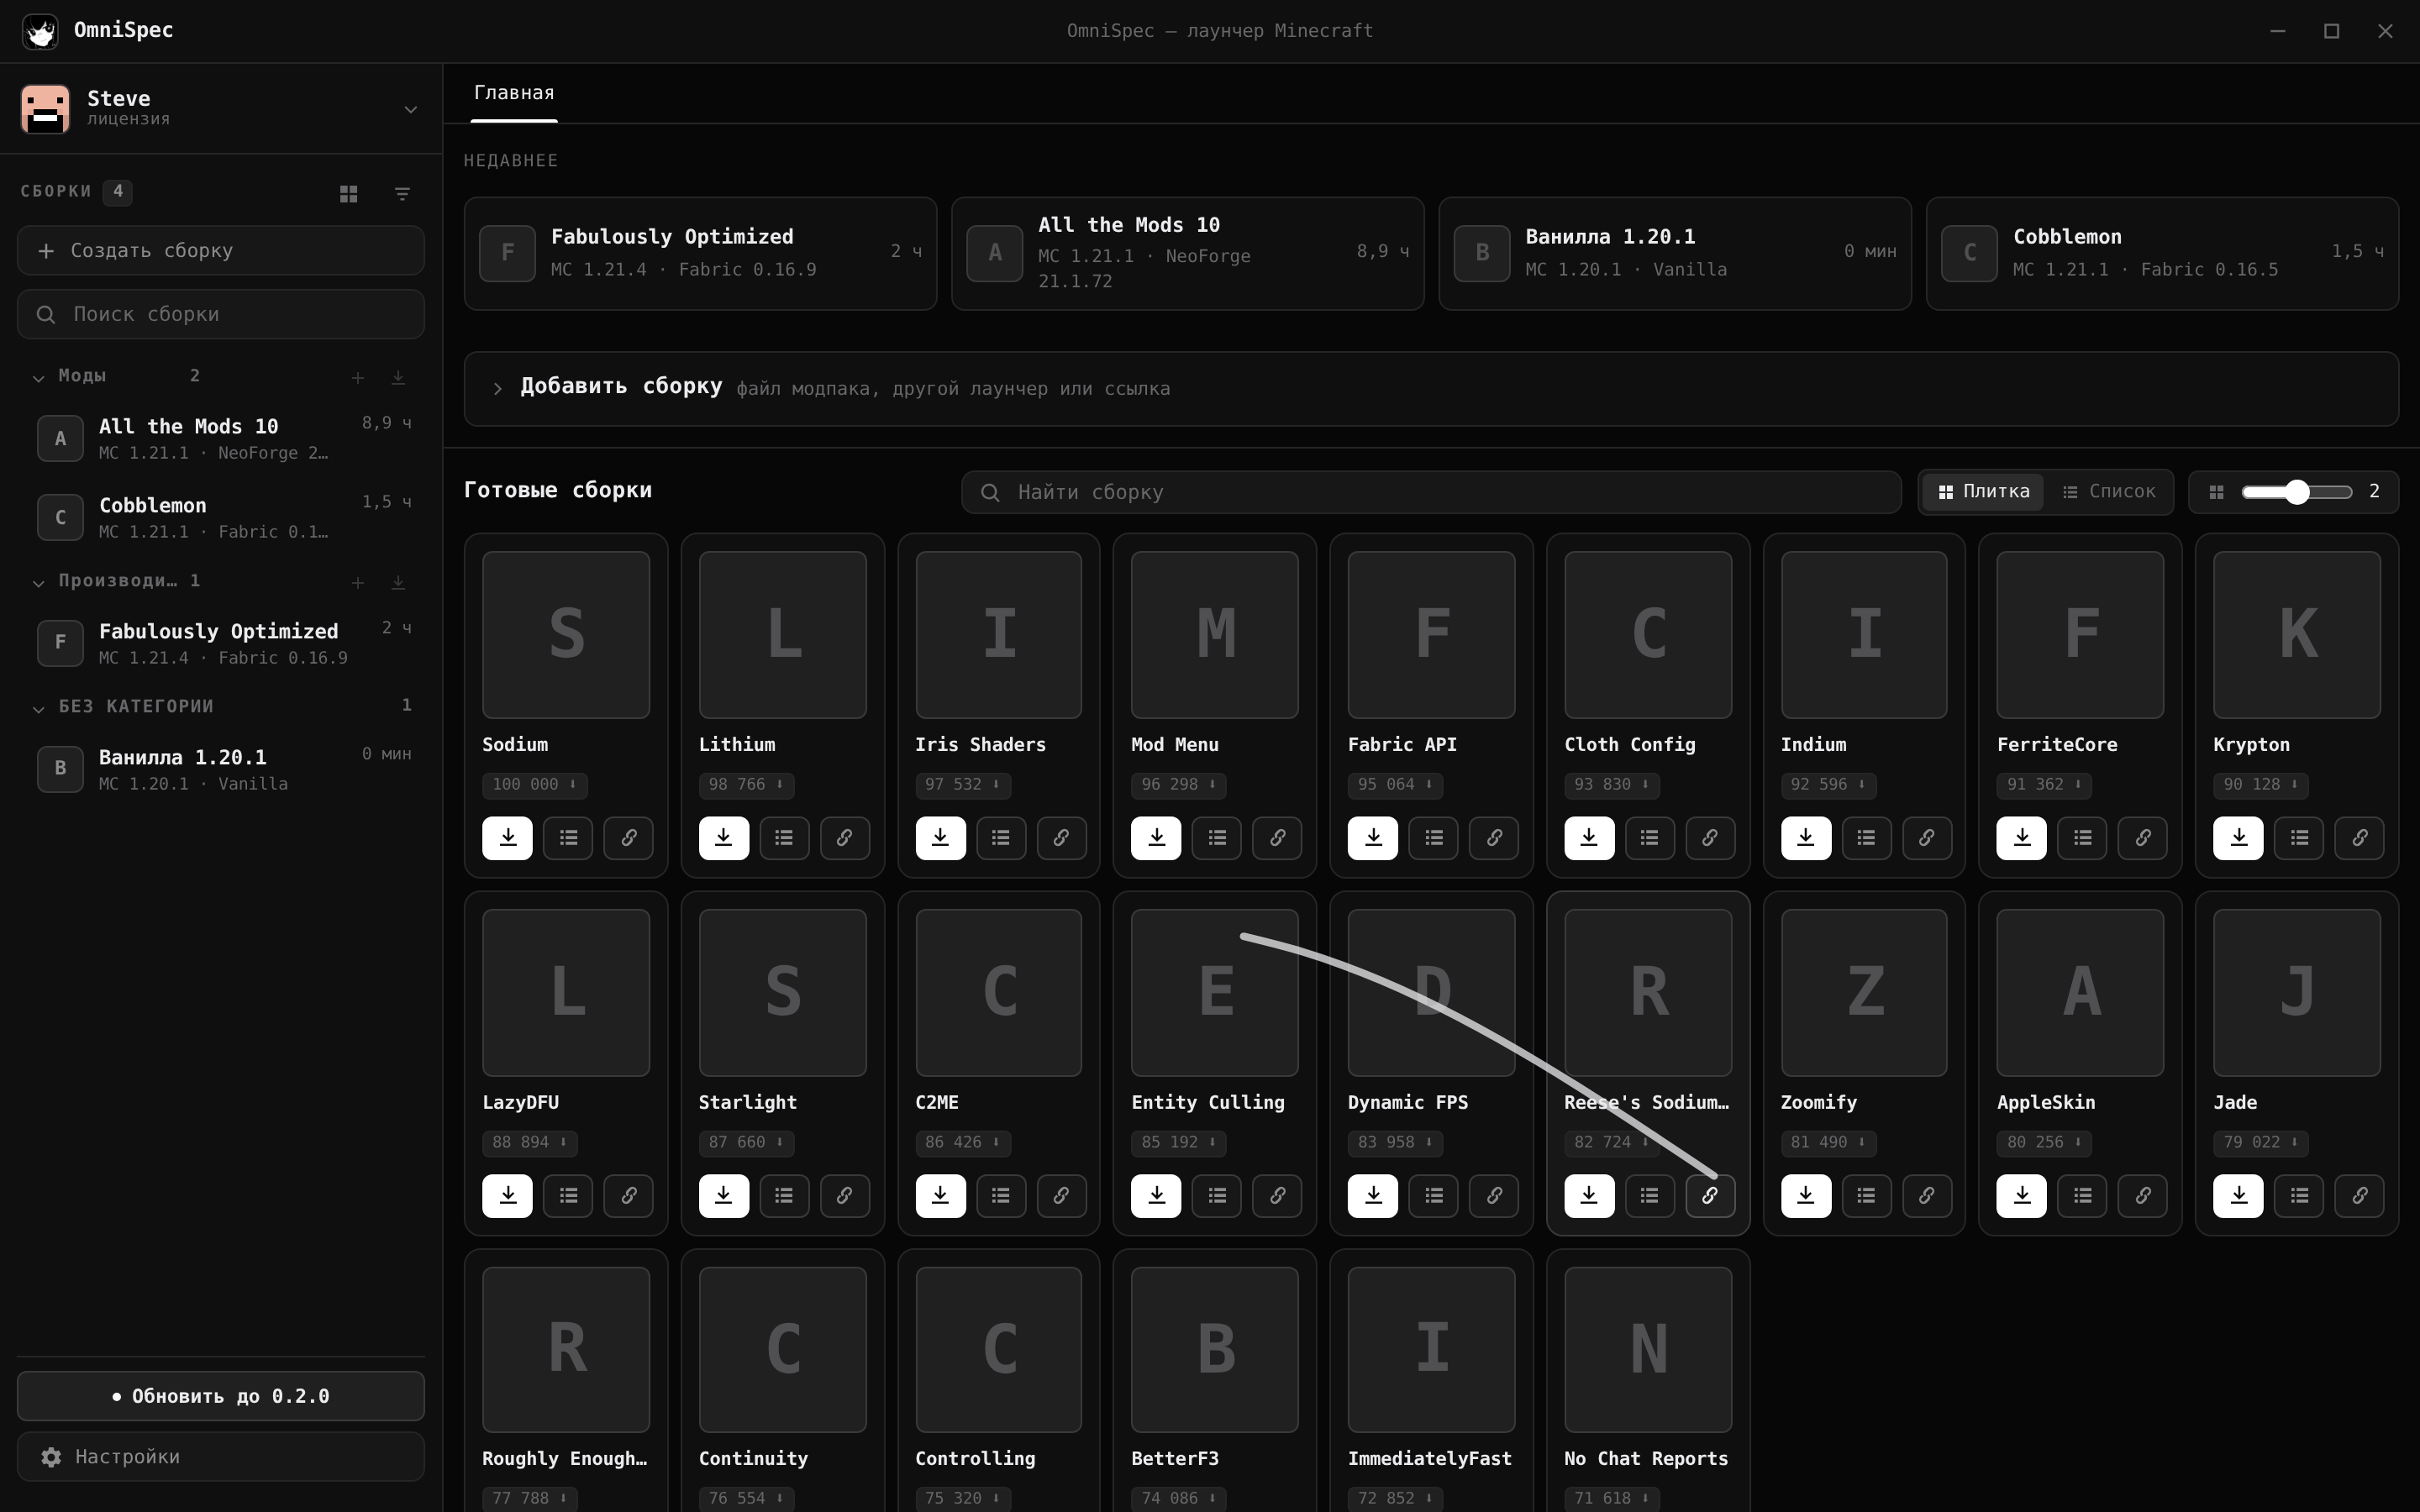 OmniSpec
OmniSpec — лаунчер Minecraft
Steve
лицензия
СБОРКИ 4
Создать сборку
Поиск сборки
Моды 2
A
All the Mods 10
8,9 ч
MC 1.21.1 · NeoForge 2…
C
Cobblemon
1,5 ч
MC 1.21.1 · Fabric 0.1…
Производи… 1
F
Fabulously Optimized
2 ч
MC 1.21.4 · Fabric 0.16.9
БЕЗ КАТЕГОРИИ 1
В
Ванилла 1.20.1
0 мин
MC 1.20.1 · Vanilla
Обновить до 0.2.0
Настройки
Главная
НЕДАВНЕЕ
F
Fabulously Optimized
MC 1.21.4 · Fabric 0.16.9
2 ч
A
All the Mods 10
MC 1.21.1 · NeoForge
21.1.72
8,9 ч
В
Ванилла 1.20.1
MC 1.20.1 · Vanilla
0 мин
C
Cobblemon
MC 1.21.1 · Fabric 0.16.5
1,5 ч
Добавить сборку файл модпака, другой лаунчер или ссылка
Готовые сборки
Найти сборку
Плитка
Список
2
S L I M F C I F K
Sodium Lithium Iris Shaders Mod Menu Fabric API Cloth Config Indium FerriteCore Krypton
100 000 ⬇ 98 766 ⬇ 97 532 ⬇ 96 298 ⬇ 95 064 ⬇ 93 830 ⬇ 92 596 ⬇ 91 362 ⬇ 90 128 ⬇
L S C E D R Z A J
LazyDFU Starlight C2ME Entity Culling Dynamic FPS Reese's Sodium… Zoomify AppleSkin Jade
88 894 ⬇ 87 660 ⬇ 86 426 ⬇ 85 192 ⬇ 83 958 ⬇ 82 724 ⬇ 81 490 ⬇ 80 256 ⬇ 79 022 ⬇
R C C B I N
Roughly Enough… Continuity Controlling BetterF3 ImmediatelyFast No Chat Reports
77 788 ⬇ 76 554 ⬇ 75 320 ⬇ 74 086 ⬇ 72 852 ⬇ 71 618 ⬇